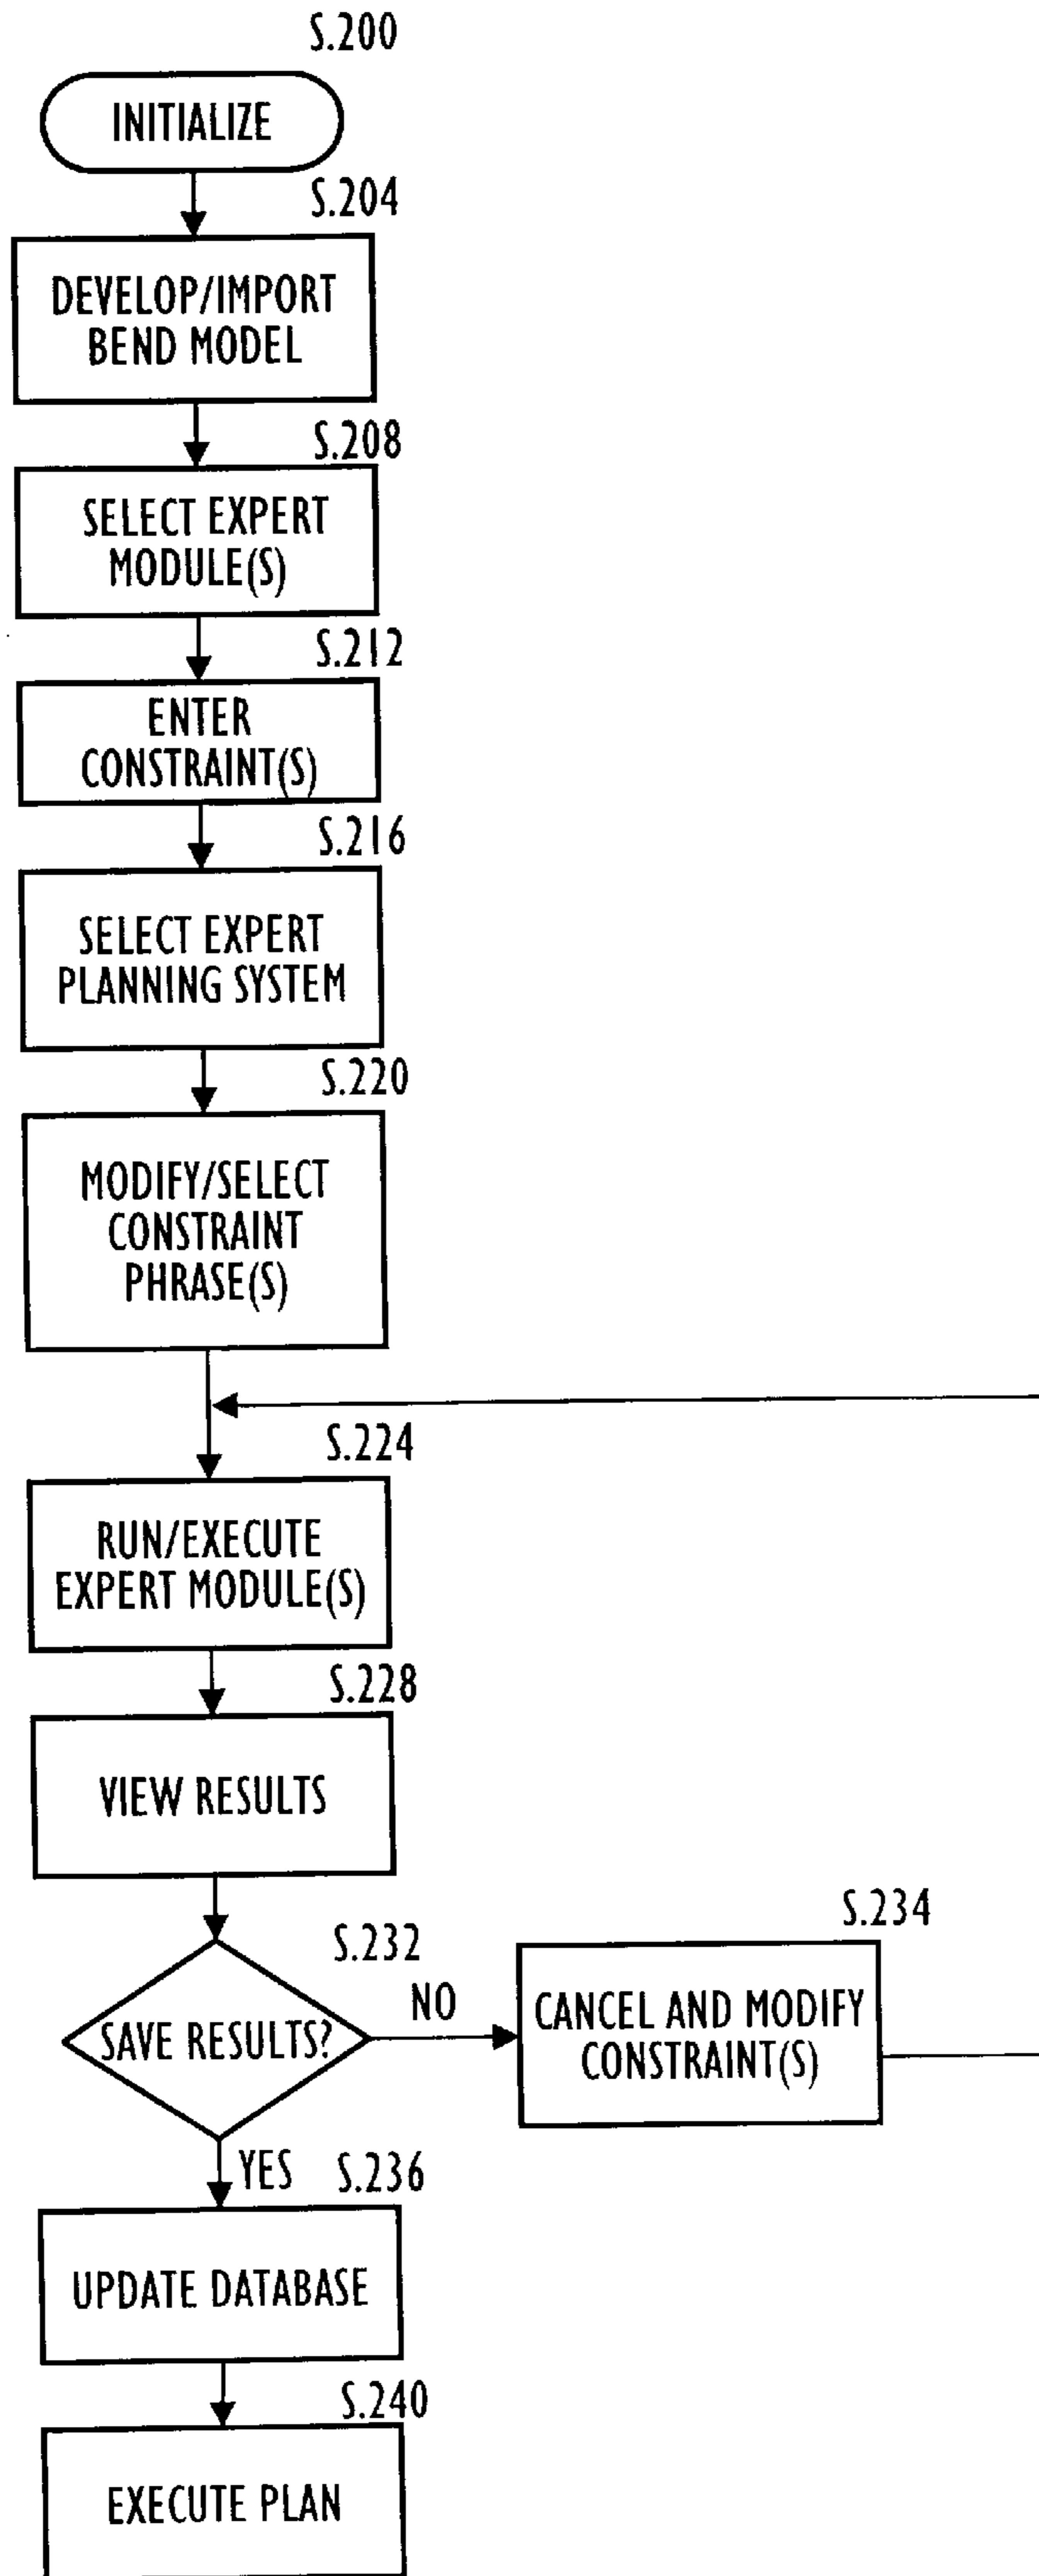 S.200
INITIALIZE
S.204
DEVELOP/IMPORT
BEND MODEL
S.208
SELECT EXPERT
MODULE(S)
S.212
ENTER
CONSTRAINT(S)
S.216
SELECT EXPERT
PLANNING SYSTEM
S.220
MODIFY/SELECT
CONSTRAINT
PHRASE(S)
S.224
RUN/EXECUTE
EXPERT MODULE(S)
S.228
VIEW RESULTS
S.232
SAVE RESULTS?
NO
S.234
CANCEL AND MODIFY
CONSTRAINT(S)
YES
S.236
UPDATE DATABASE
S.240
EXECUTE PLAN